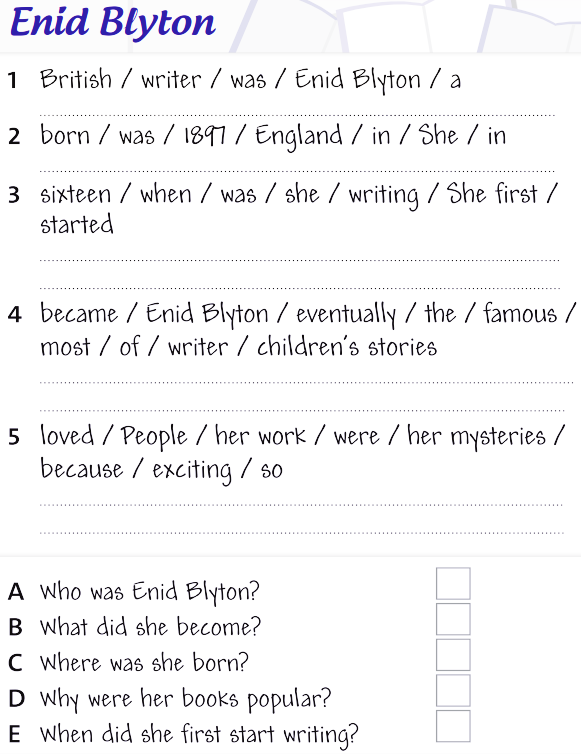 Enid Blyton
1 British / writer / was / Enid Blyton / a
2 born / was / 1897 / England / in / She / in
3 sixteen / when / was / she / writing / She first /
started
4 became / Enid Blyton / eventually / the / famous /
most / of / writer / children's stories
5 loved / People / her work / were / her mysteries /
because / exciting / so
A Who was Enid Blyton?
B What did she become?
C Where was she born?
D Why were her books popular?
E When did she first start writing?